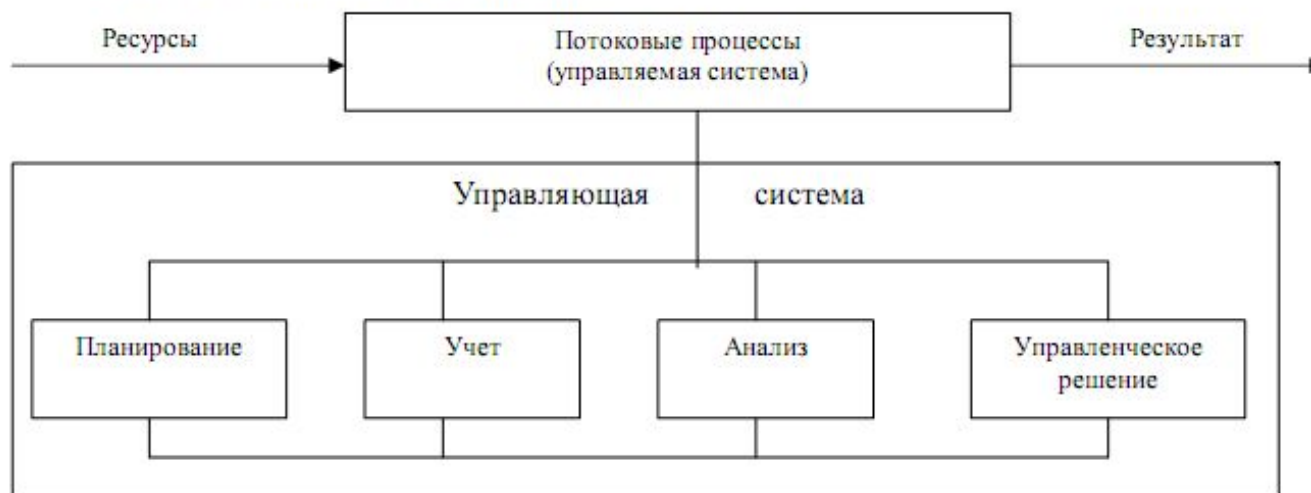 Ресурсы
Потоковые процессы
(управляемая система)
Результат
Управляющая система
Планирование
Учет
Анализ
Управленческое
решение